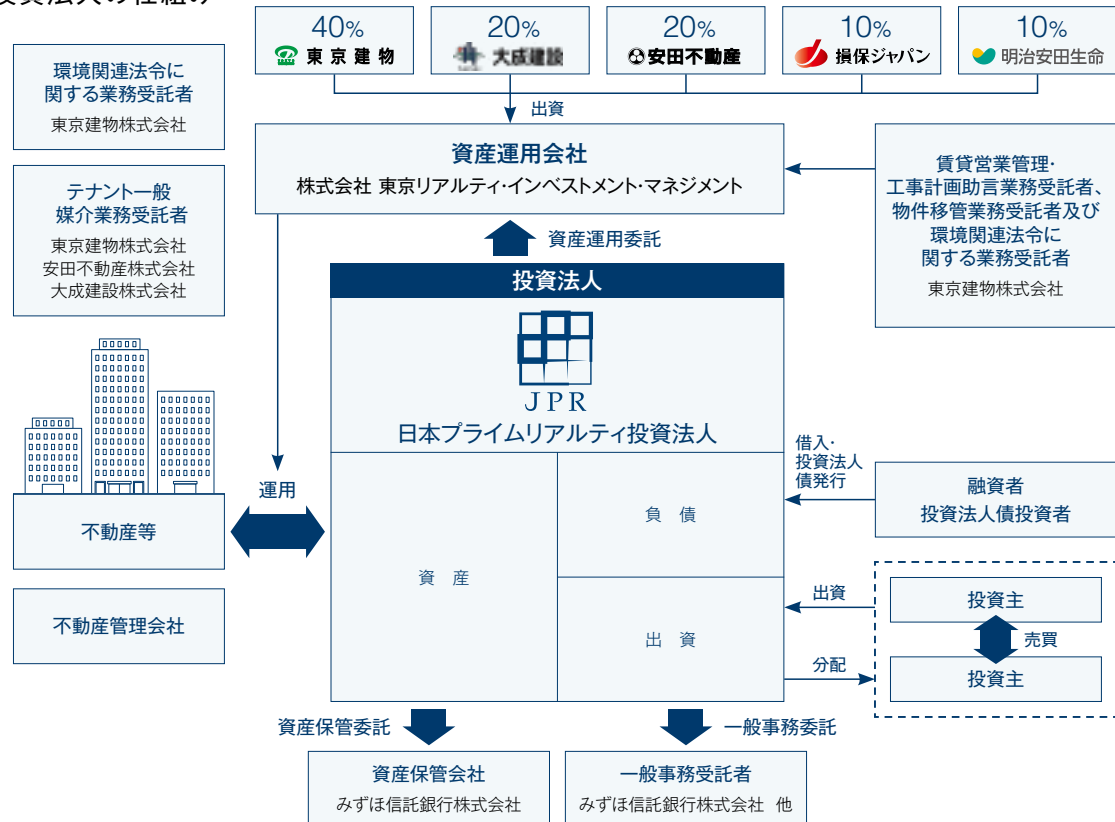 投資法人の仕組み
40%
東京建物
20%
大成建設
20%
安田不動産
10%
損保ジャパン
10%
明治安田生命
出資
環境関連法令に
関する業務受託者
東京建物株式会社
テナント一般
媒介業務受託者
東京建物株式会社
安田不動産株式会社
大成建設株式会社
資産運用会社
株式会社 東京リアルティ・インベストメント・マネジメント
賃貸営業管理・
工事計画助言業務受託者、
物件移管業務受託者及び
環境関連法令に
関する業務受託者
東京建物株式会社
資産運用委託
投資法人
JPR
日本プライムリアルティ投資法人
運用
不動産等
不動産管理会社
資 産
負 債
出 資
借入・
投資法人
債発行
融資者
投資法人債投資者
出資
分配
投資主
売買
投資主
資産保管委託
一般事務委託
資産保管会社
みずほ信託銀行株式会社
一般事務受託者
みずほ信託銀行株式会社 他